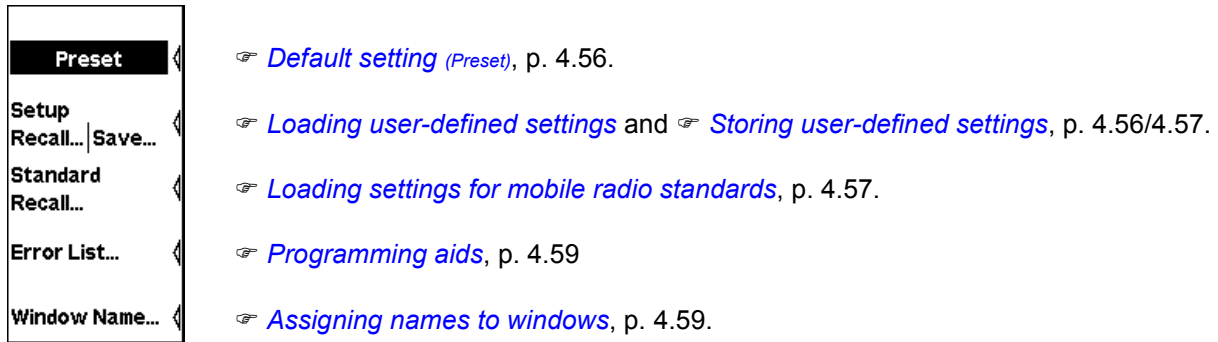 Preset ☞ Default setting (Preset), p. 4.56.
Setup
Recall...|Save... ☞ Loading user-defined settings and ☞ Storing user-defined settings, p. 4.56/4.57.
Standard
Recall... ☞ Loading settings for mobile radio standards, p. 4.57.
Error List... ☞ Programming aids, p. 4.59
Window Name... ☞ Assigning names to windows, p. 4.59.